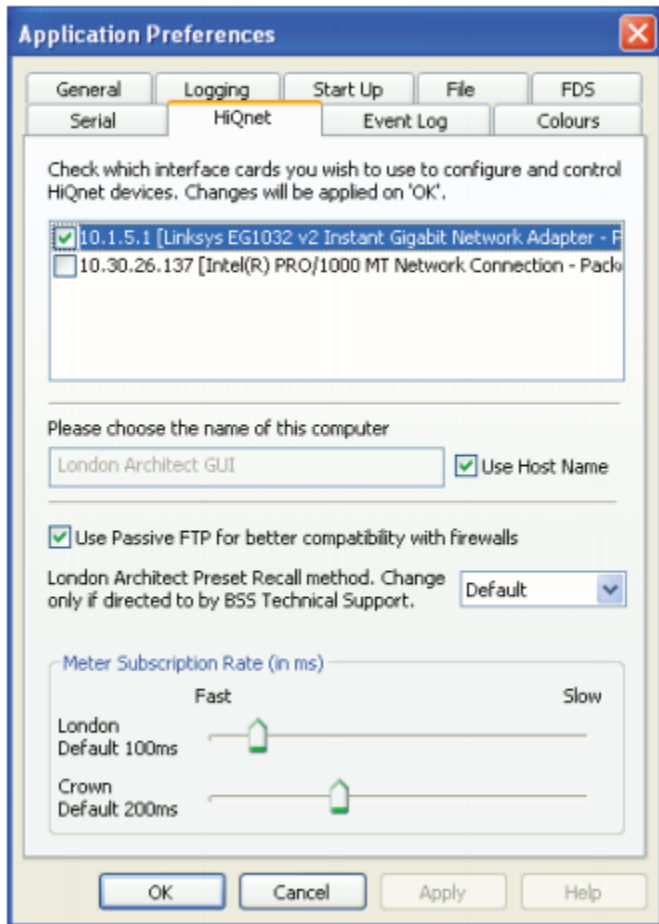 Application Preferences
General Logging Start Up File FDS
Serial HiQnet Event Log Colours
Check which interface cards you wish to use to configure and control
HiQnet devices. Changes will be applied on 'OK'.
10.1.5.1 [Linksys EG1032 v2 Instant Gigabit Network Adapter - P
10.30.26.137 [Intel(R) PRO/1000 MT Network Connection - Pack
Please choose the name of this computer
London Architect GUI
Use Host Name
Use Passive FTP for better compatibility with firewalls
London Architect Preset Recall method. Change
only if directed to by BSS Technical Support.
Default
Meter Subscription Rate (in ms)
Fast Slow
London
Default 100ms
Crown
Default 200ms
OK Cancel Apply Help